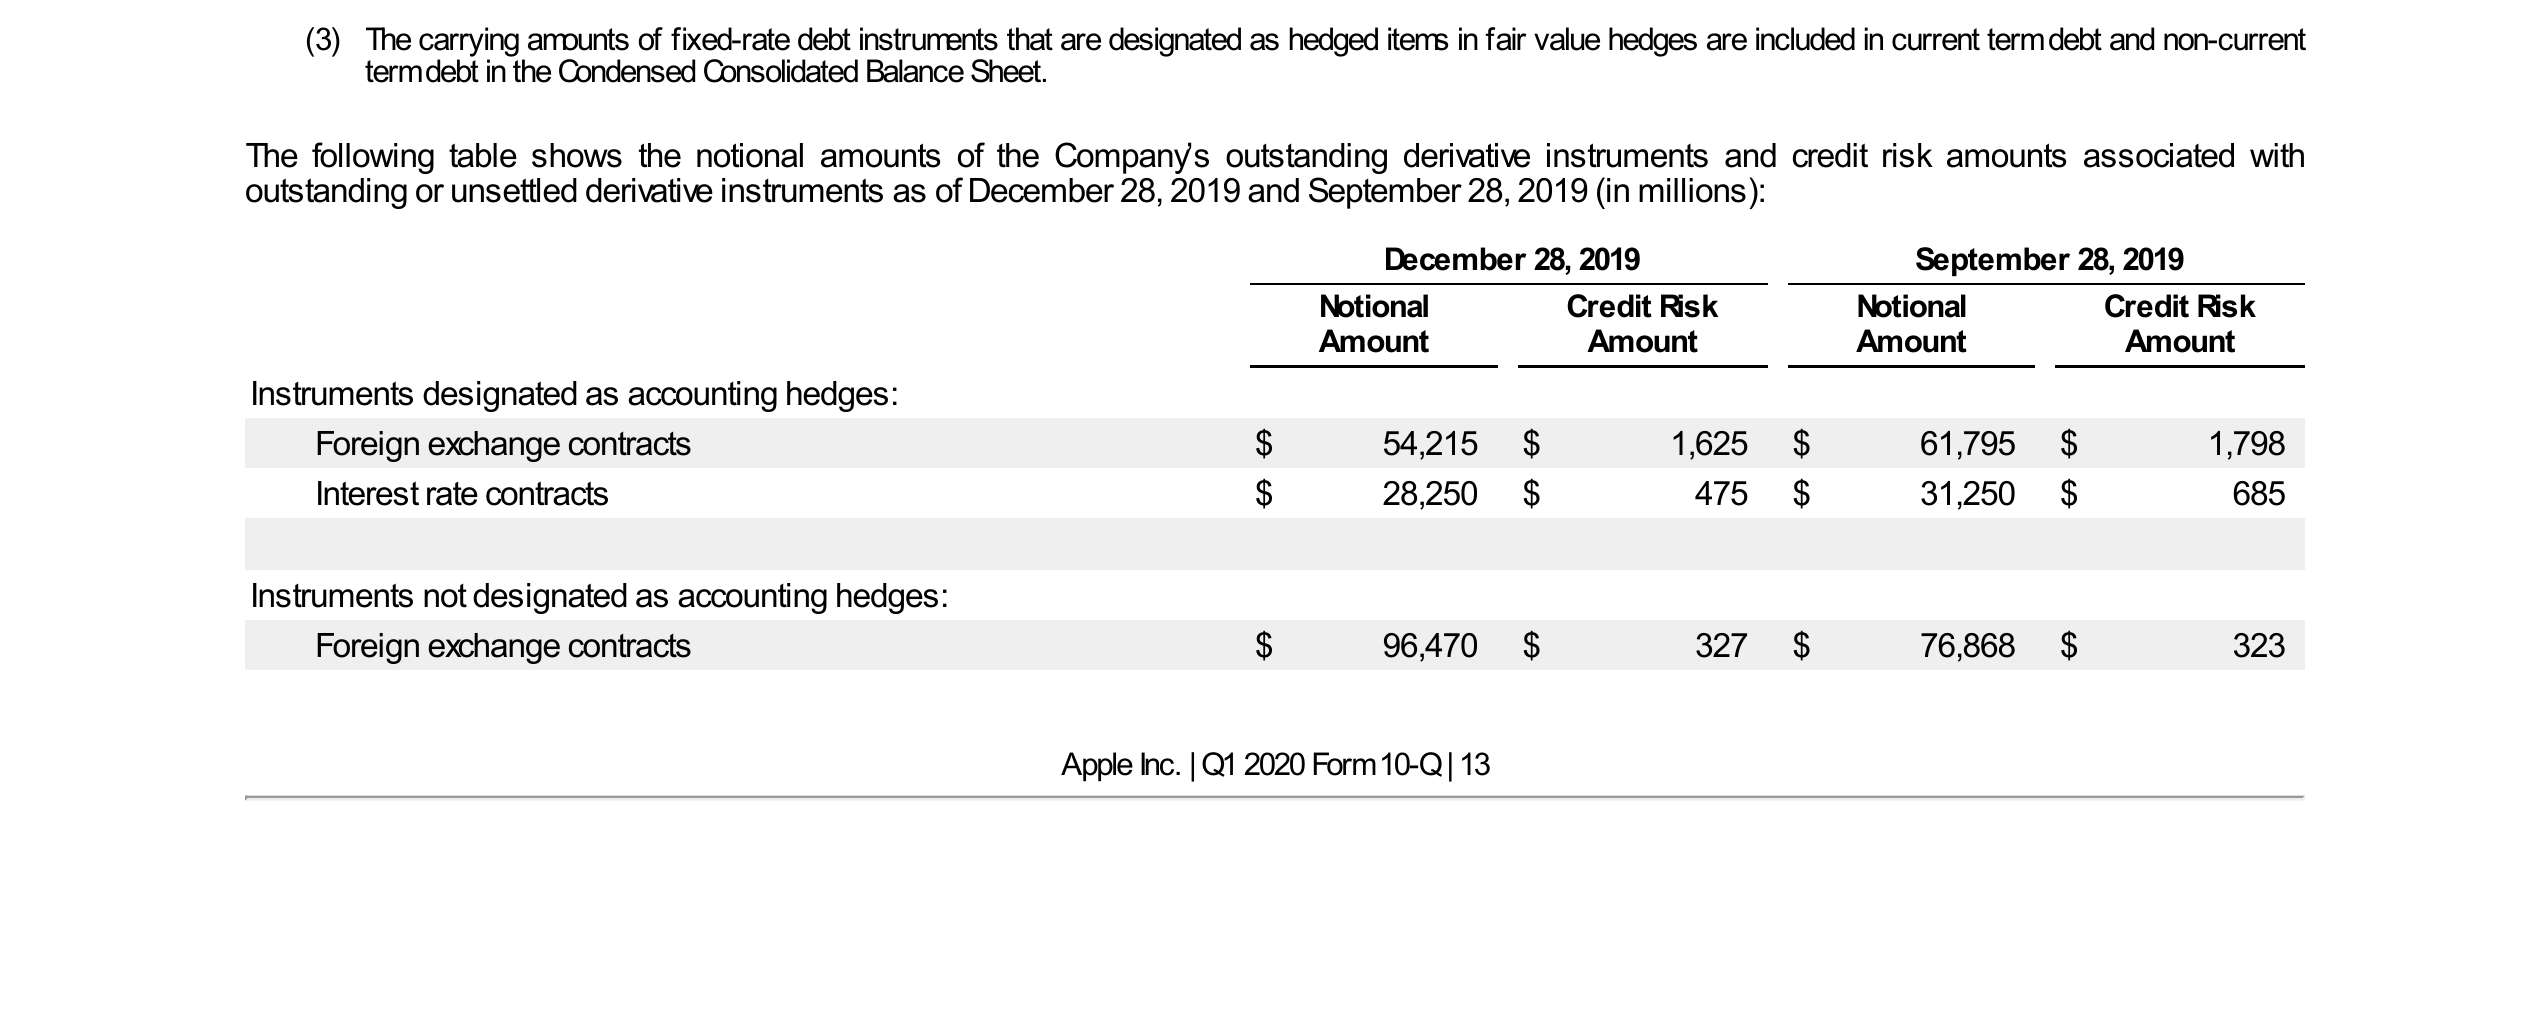 (3) The carrying amounts of fixed-rate debt instruments that are designated as hedged items in fair value hedges are included in current term debt and non-current
term debt in the Condensed Consolidated Balance Sheet.
The following table shows the notional amounts of the Company's outstanding derivative instruments and credit risk amounts associated with
outstanding or unsettled derivative instruments as of December 28, 2019 and September 28, 2019 (in millions):
December 28, 2019 September 28, 2019
Notional Amount Credit Risk Amount Notional Amount Credit Risk Amount
Instruments designated as accounting hedges:
Foreign exchange contracts $ 54,215 $ 1,625 $ 61,795 $ 1,798
Interest rate contracts $ 28,250 $ 475 $ 31,250 $ 685
Instruments not designated as accounting hedges:
Foreign exchange contracts $ 96,470 $ 327 $ 76,868 $ 323
Apple Inc. | Q1 2020 Form 10-Q | 13